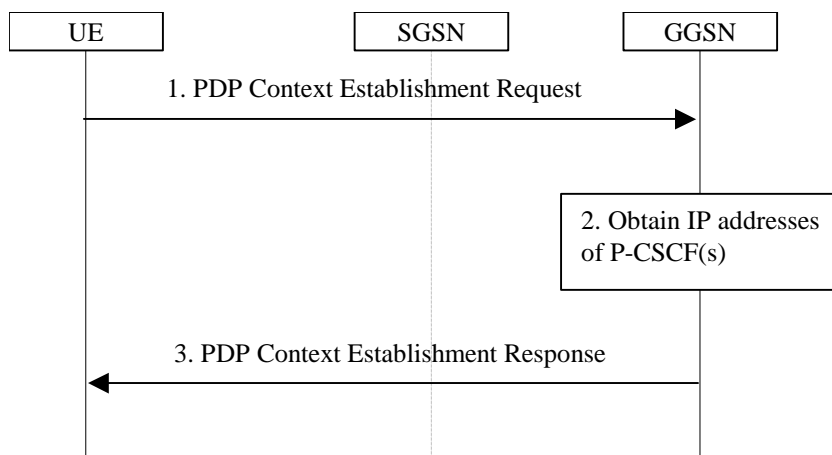 UE
SGSN
GGSN
1. PDP Context Establishment Request
2. Obtain IP addresses
of P-CSCF(s)
3. PDP Context Establishment Response